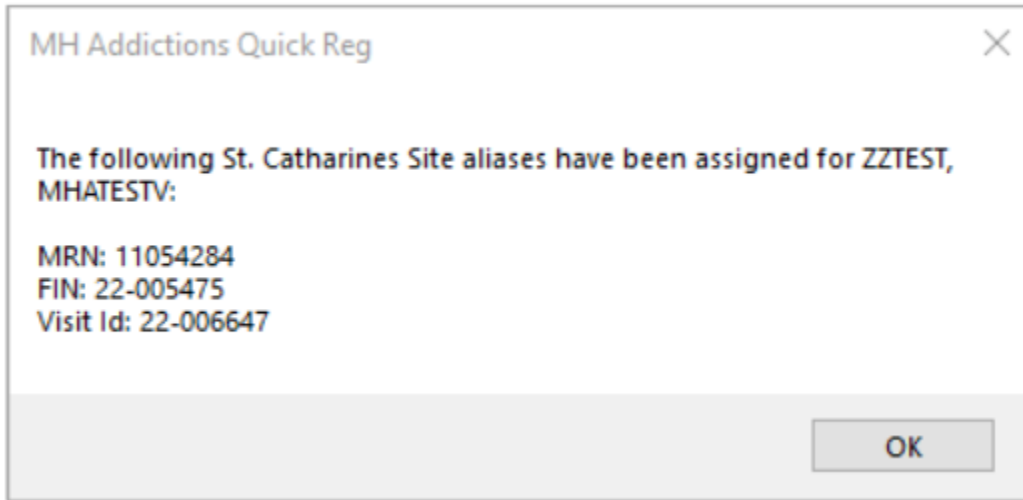 MH Addictions Quick Reg
The following St. Catharines Site aliases have been assigned for ZZTEST,
MHATESTV:
MRN: 11054284
FIN: 22-005475
Visit Id: 22-006647
OK